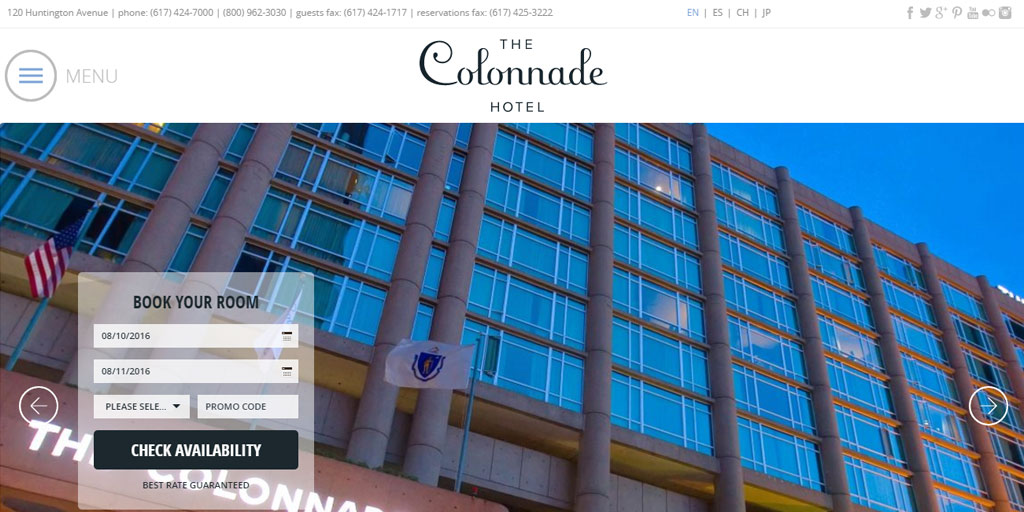 120 Huntington Avenue | phone: (617) 424-7000 | (800) 962-3030 | guests fax: (617) 424-1717 | reservations fax: (617) 425-3222
EN | ES | CH | JP
MENU
THE
Colonnade
HOTEL
BOOK YOUR ROOM
08/10/2016
08/11/2016
PLEASE SELE...
PROMO CODE
CHECK AVAILABILITY
BEST RATE GUARANTEED